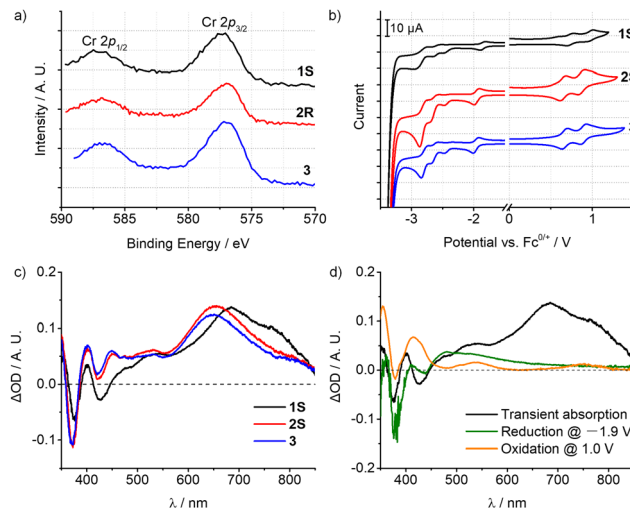 a)
Cr 2p1/2
Cr 2p3/2
1S
2R
3
Intensity / A. U.
590 585 580 575 570
Binding Energy / eV
b)
10 µA
1S
2S
Current
-3 -2 0 1
Potential vs. Fc0/+ / V
c)
0.2
0.1
0.0
-0.1
ΔOD / A. U.
1S
2S
3
400 500 600 700 800
λ / nm
d)
0.2
0.1
0.0
-0.1
-0.2
ΔOD / A. U.
Transient absorption
Reduction @ −1.9 V
Oxidation @ 1.0 V
400 500 600 700 800
λ / nm